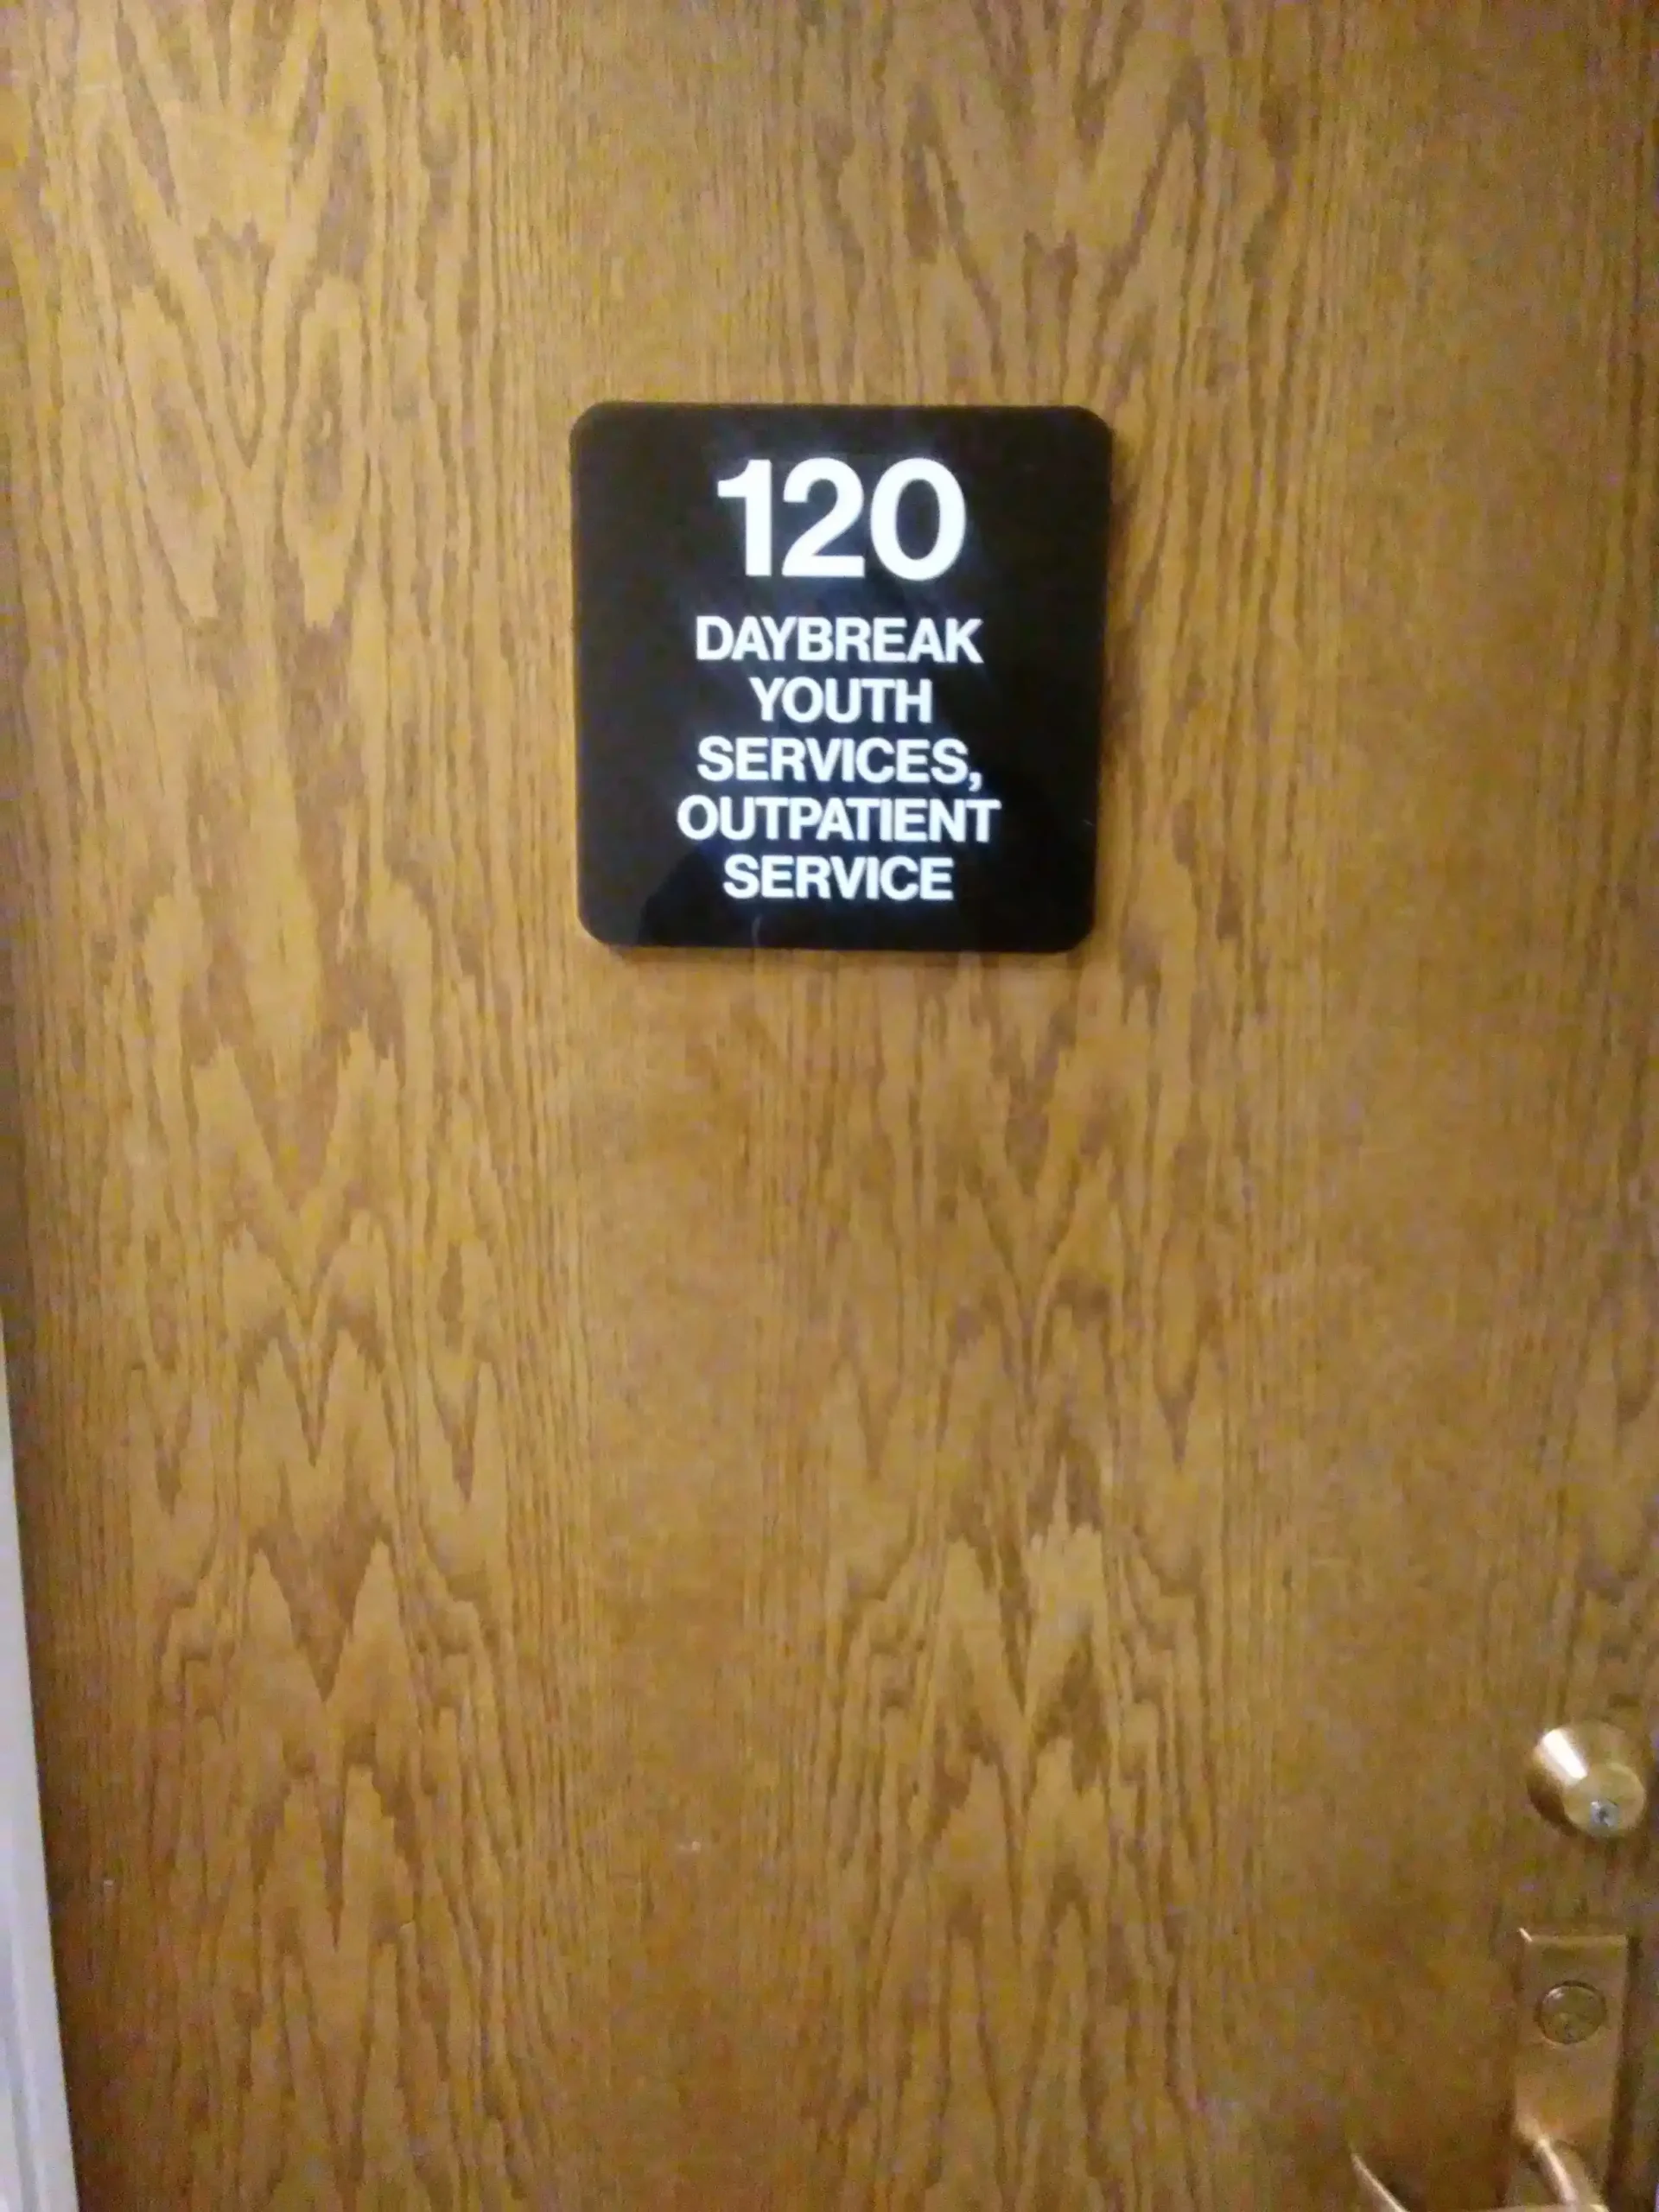 120
DAYBREAK
YOUTH
SERVICES,
OUTPATIENT
SERVICE